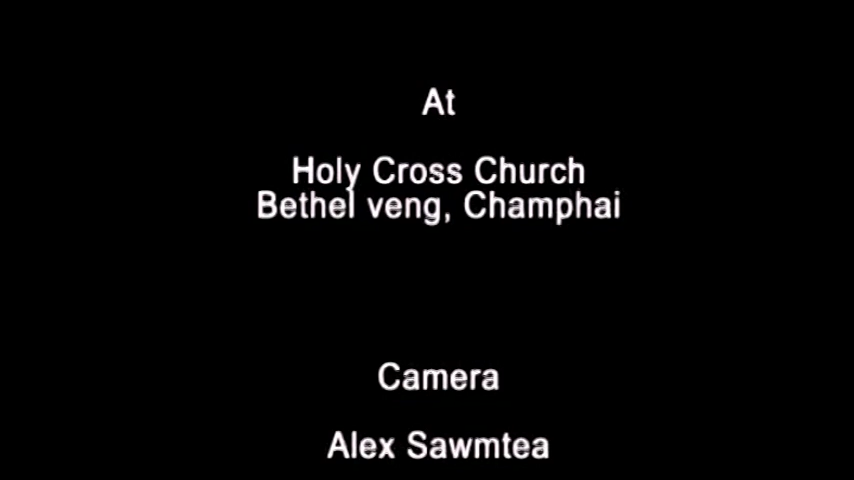 At
Holy Cross Church
Bethel veng, Champhai
Camera
Alex Sawmtea